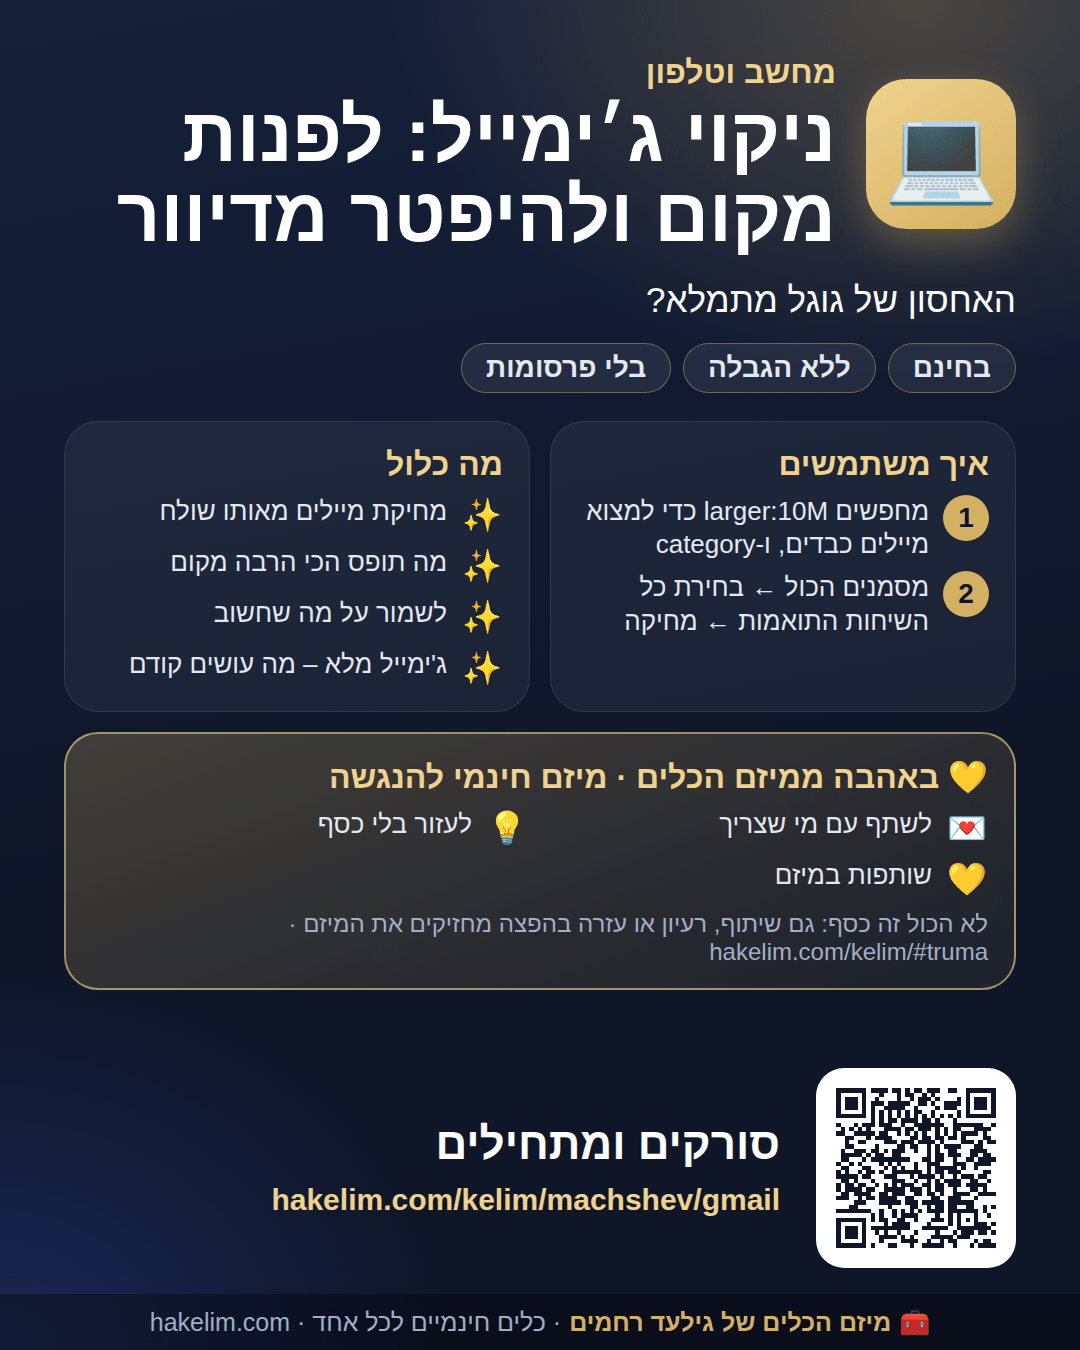 מחשב וטלפון
ניקוי ג׳ימייל: לפנות
מקום ולהיפטר מדיוור
האחסון של גוגל מתמלא?
בחינם
ללא הגבלה
בלי פרסומות
איך משתמשים
1
מחפשים larger:10M כדי למצוא
מיילים כבדים, ו-category
2
מסמנים הכול ← בחירת כל
השיחות התואמות ← מחיקה
מה כלול
מחיקת מיילים מאותו שולח
מה תופס הכי הרבה מקום
לשמור על מה שחשוב
ג'ימייל מלא – מה עושים קודם
באהבה ממיזם הכלים · מיזם חינמי להנגשה
לשתף עם מי שצריך
לעזור בלי כסף
שותפות במיזם
לא הכול זה כסף: גם שיתוף, רעיון או עזרה בהפצה מחזיקים את המיזם ·
hakelim.com/kelim/#truma
סורקים ומתחילים
hakelim.com/kelim/machshev/gmail
מיזם הכלים של גילעד רחמים · כלים חינמיים לכל אחד · hakelim.com